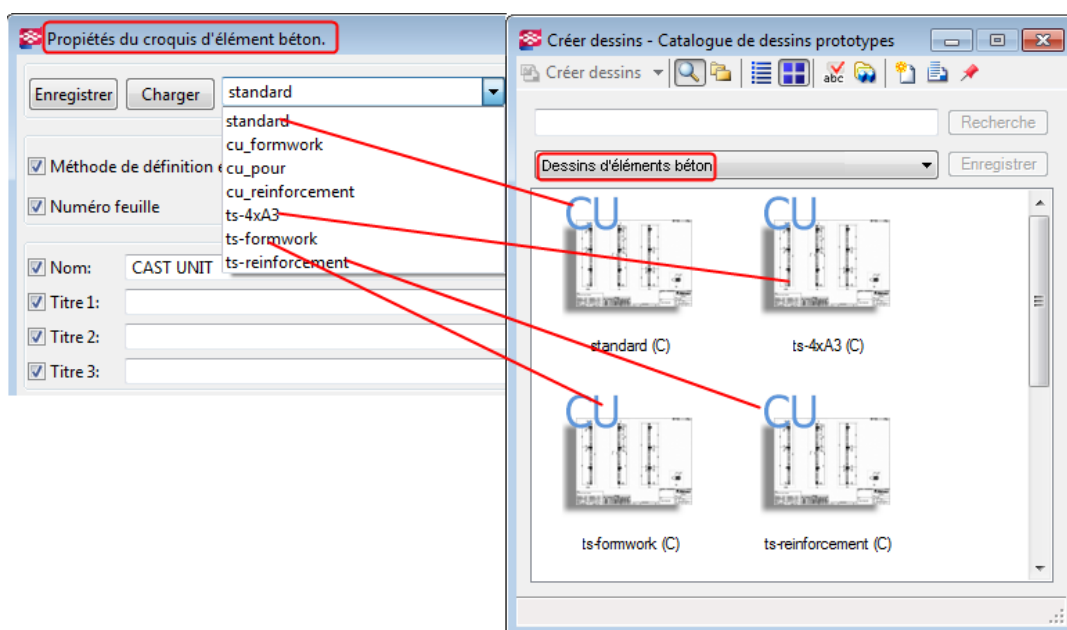 Propriétés du croquis d'élément béton.
Enregistrer Charger standard
standard
cu_formwork
cu_pour
cu_reinforcement
ts-4xA3
ts-formwork
ts-reinforcement
Méthode de définition
Numéro feuille
Nom: CAST UNIT
Titre 1:
Titre 2:
Titre 3:
Créer dessins - Catalogue de dessins prototypes
Créer dessins abc
Recherche
Dessins d'éléments béton Enregistrer
CU CU
standard (C) ts-4xA3 (C)
CU CU
ts-formwork (C) ts-reinforcement (C)